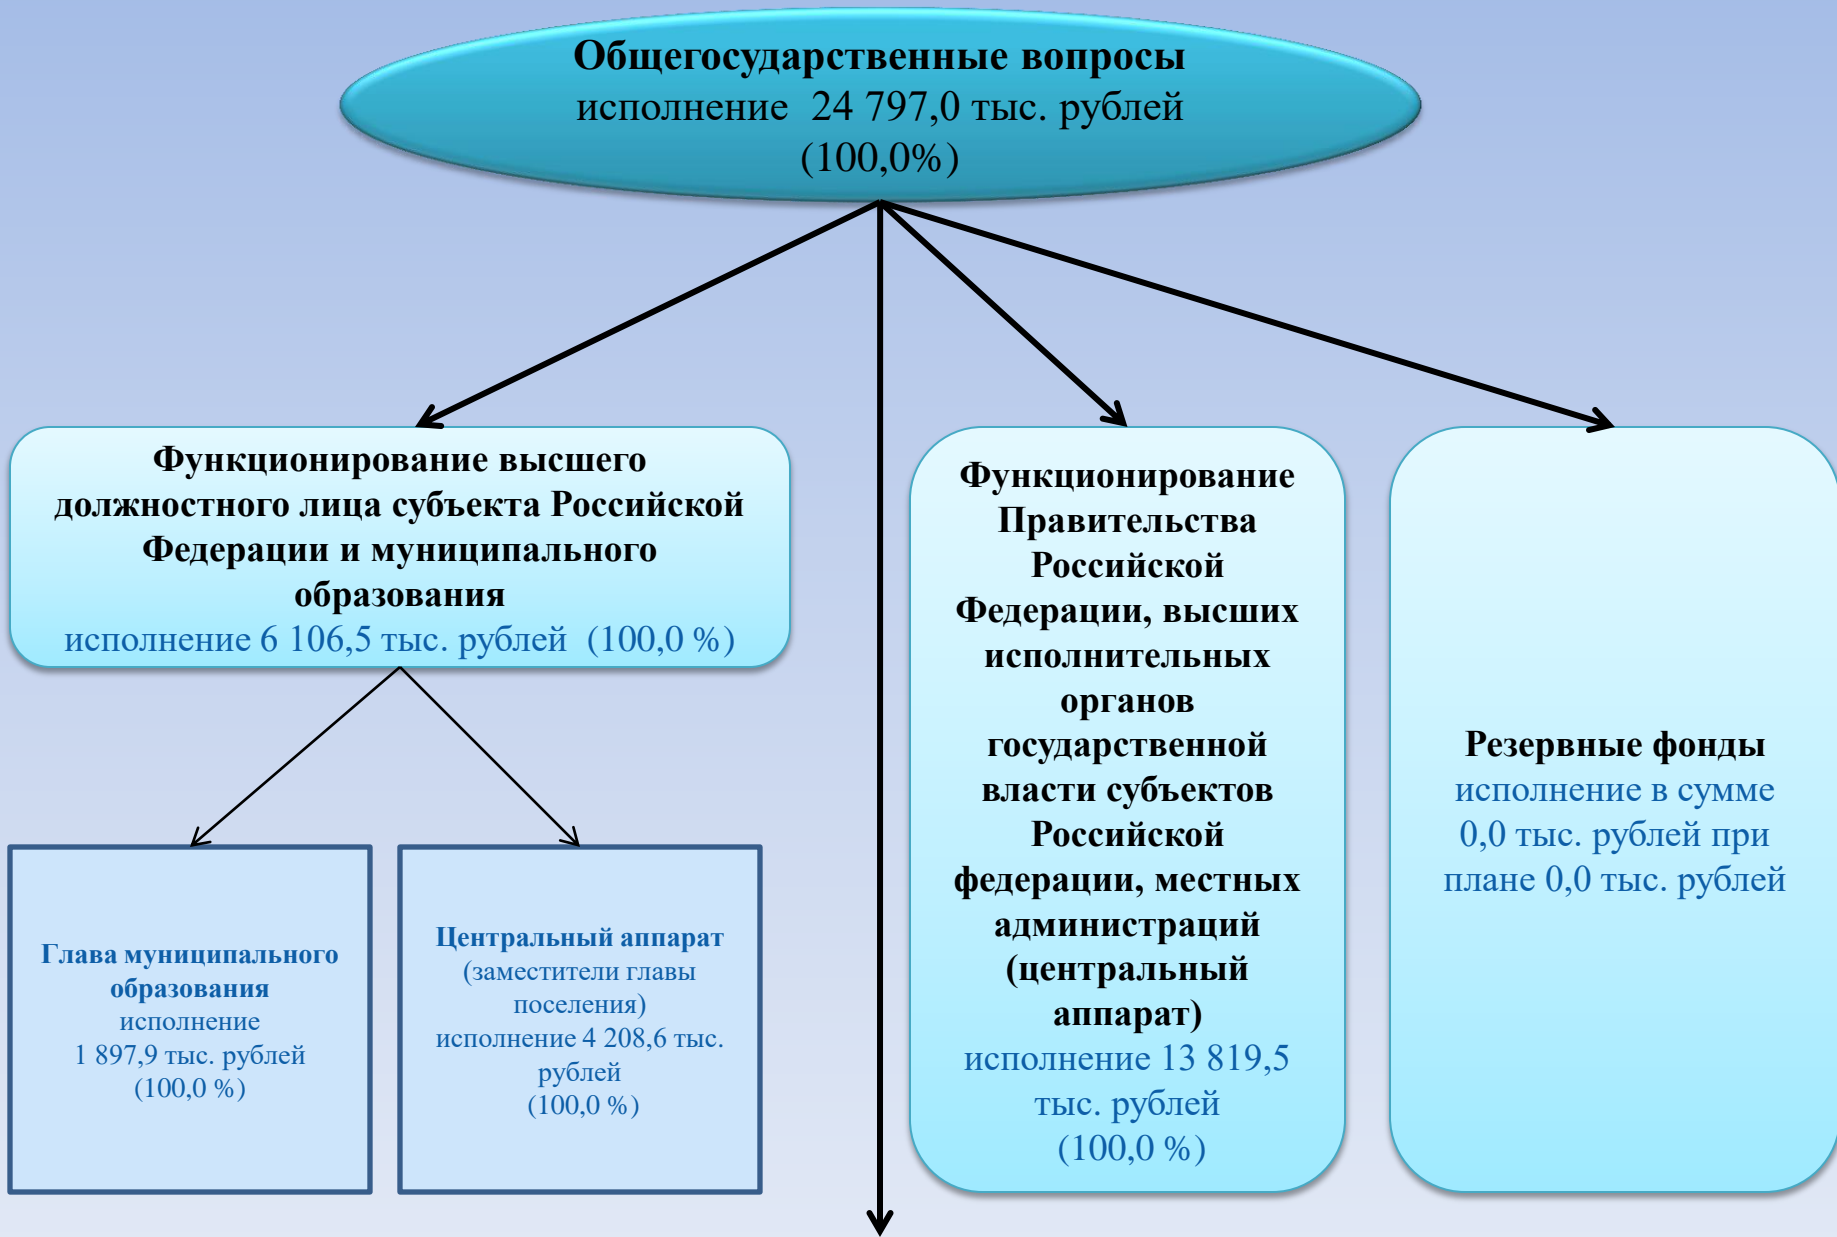 Общегосударственные вопросы
исполнение 24 797,0 тыс. рублей
(100,0%)
Функционирование высшего
должностного лица субъекта Российской
Федерации и муниципального
образования
исполнение 6 106,5 тыс. рублей (100,0 %)
Глава муниципального
образования
исполнение
1 897,9 тыс. рублей
(100,0 %)
Центральный аппарат
(заместители главы
поселения)
исполнение 4 208,6 тыс.
рублей
(100,0 %)
Функционирование
Правительства
Российской
Федерации, высших
исполнительных
органов
государственной
власти субъектов
Российской
федерации, местных
администраций
(центральный
аппарат)
исполнение 13 819,5
тыс. рублей
(100,0 %)
Резервные фонды
исполнение в сумме
0,0 тыс. рублей при
плане 0,0 тыс. рублей